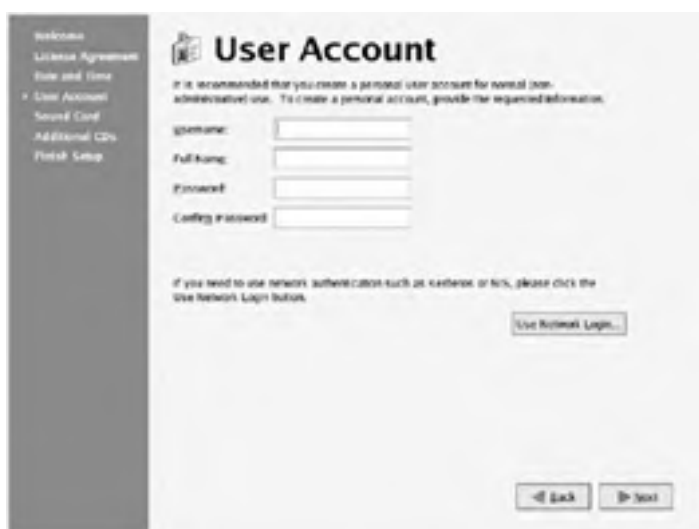 Welcome
License Agreement
Date and Time
User Account
Sound Card
Additional CDs
Finish Setup
User Account
It is recommended that you create a personal user account for normal (non-
administrative) use. To create a personal account, provide the requested information.
Username:
Full Name:
Password:
Confirm Password:
If you need to use network authentication such as Kerberos or NIS, please click the
Use Network Login button.
Use Network Login...
Back
Next